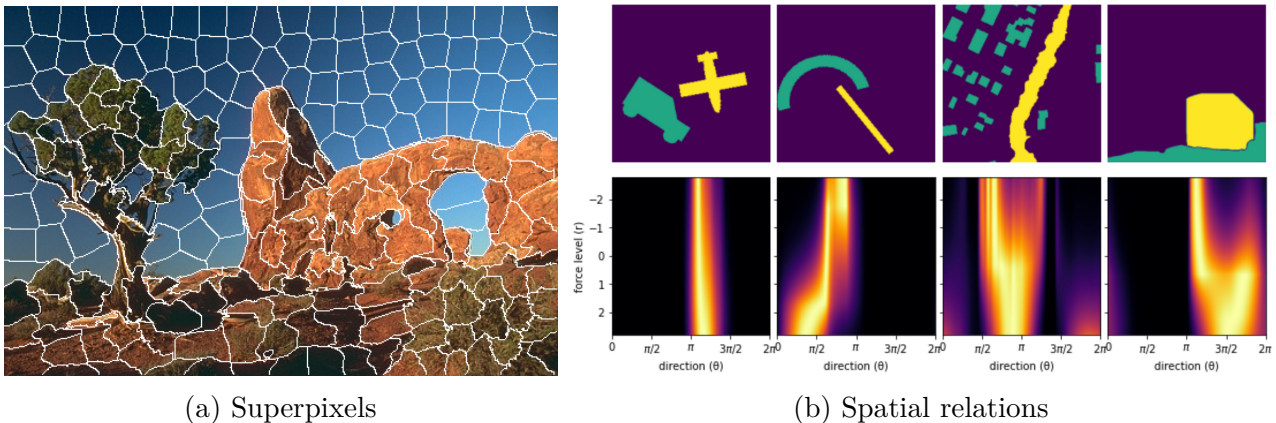 force level (r)
−2
−1
0
1
2
0 π/2 π 3π/2 2π
0 π/2 π 3π/2 2π
0 π/2 π 3π/2 2π
0 π/2 π 3π/2 2π
direction (θ) direction (θ) direction (θ) direction (θ)
(a) Superpixels
(b) Spatial relations